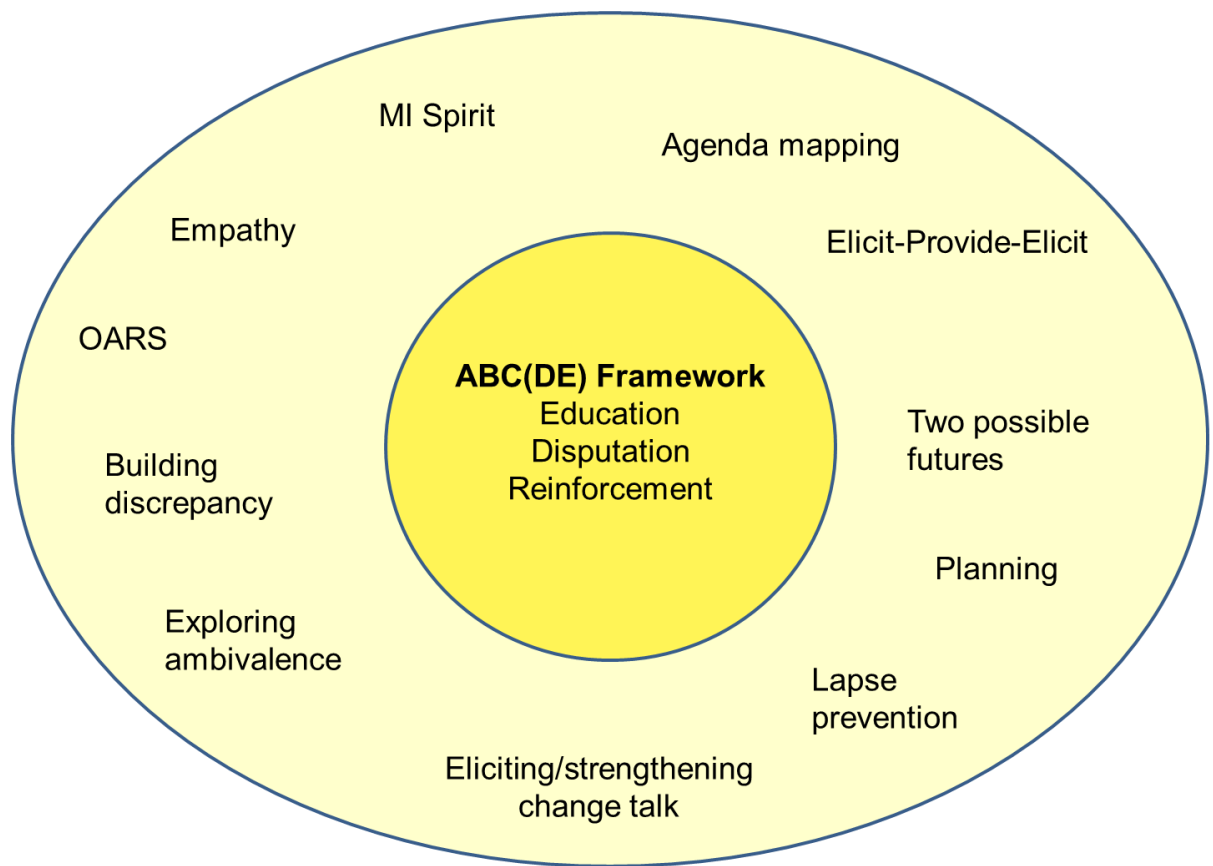 MI Spirit
Agenda mapping
Empathy
Elicit-Provide-Elicit
OARS
ABC(DE) Framework
Education
Disputation
Reinforcement
Two possible
futures
Building
discrepancy
Planning
Exploring
ambivalence
Lapse
prevention
Eliciting/strengthening
change talk